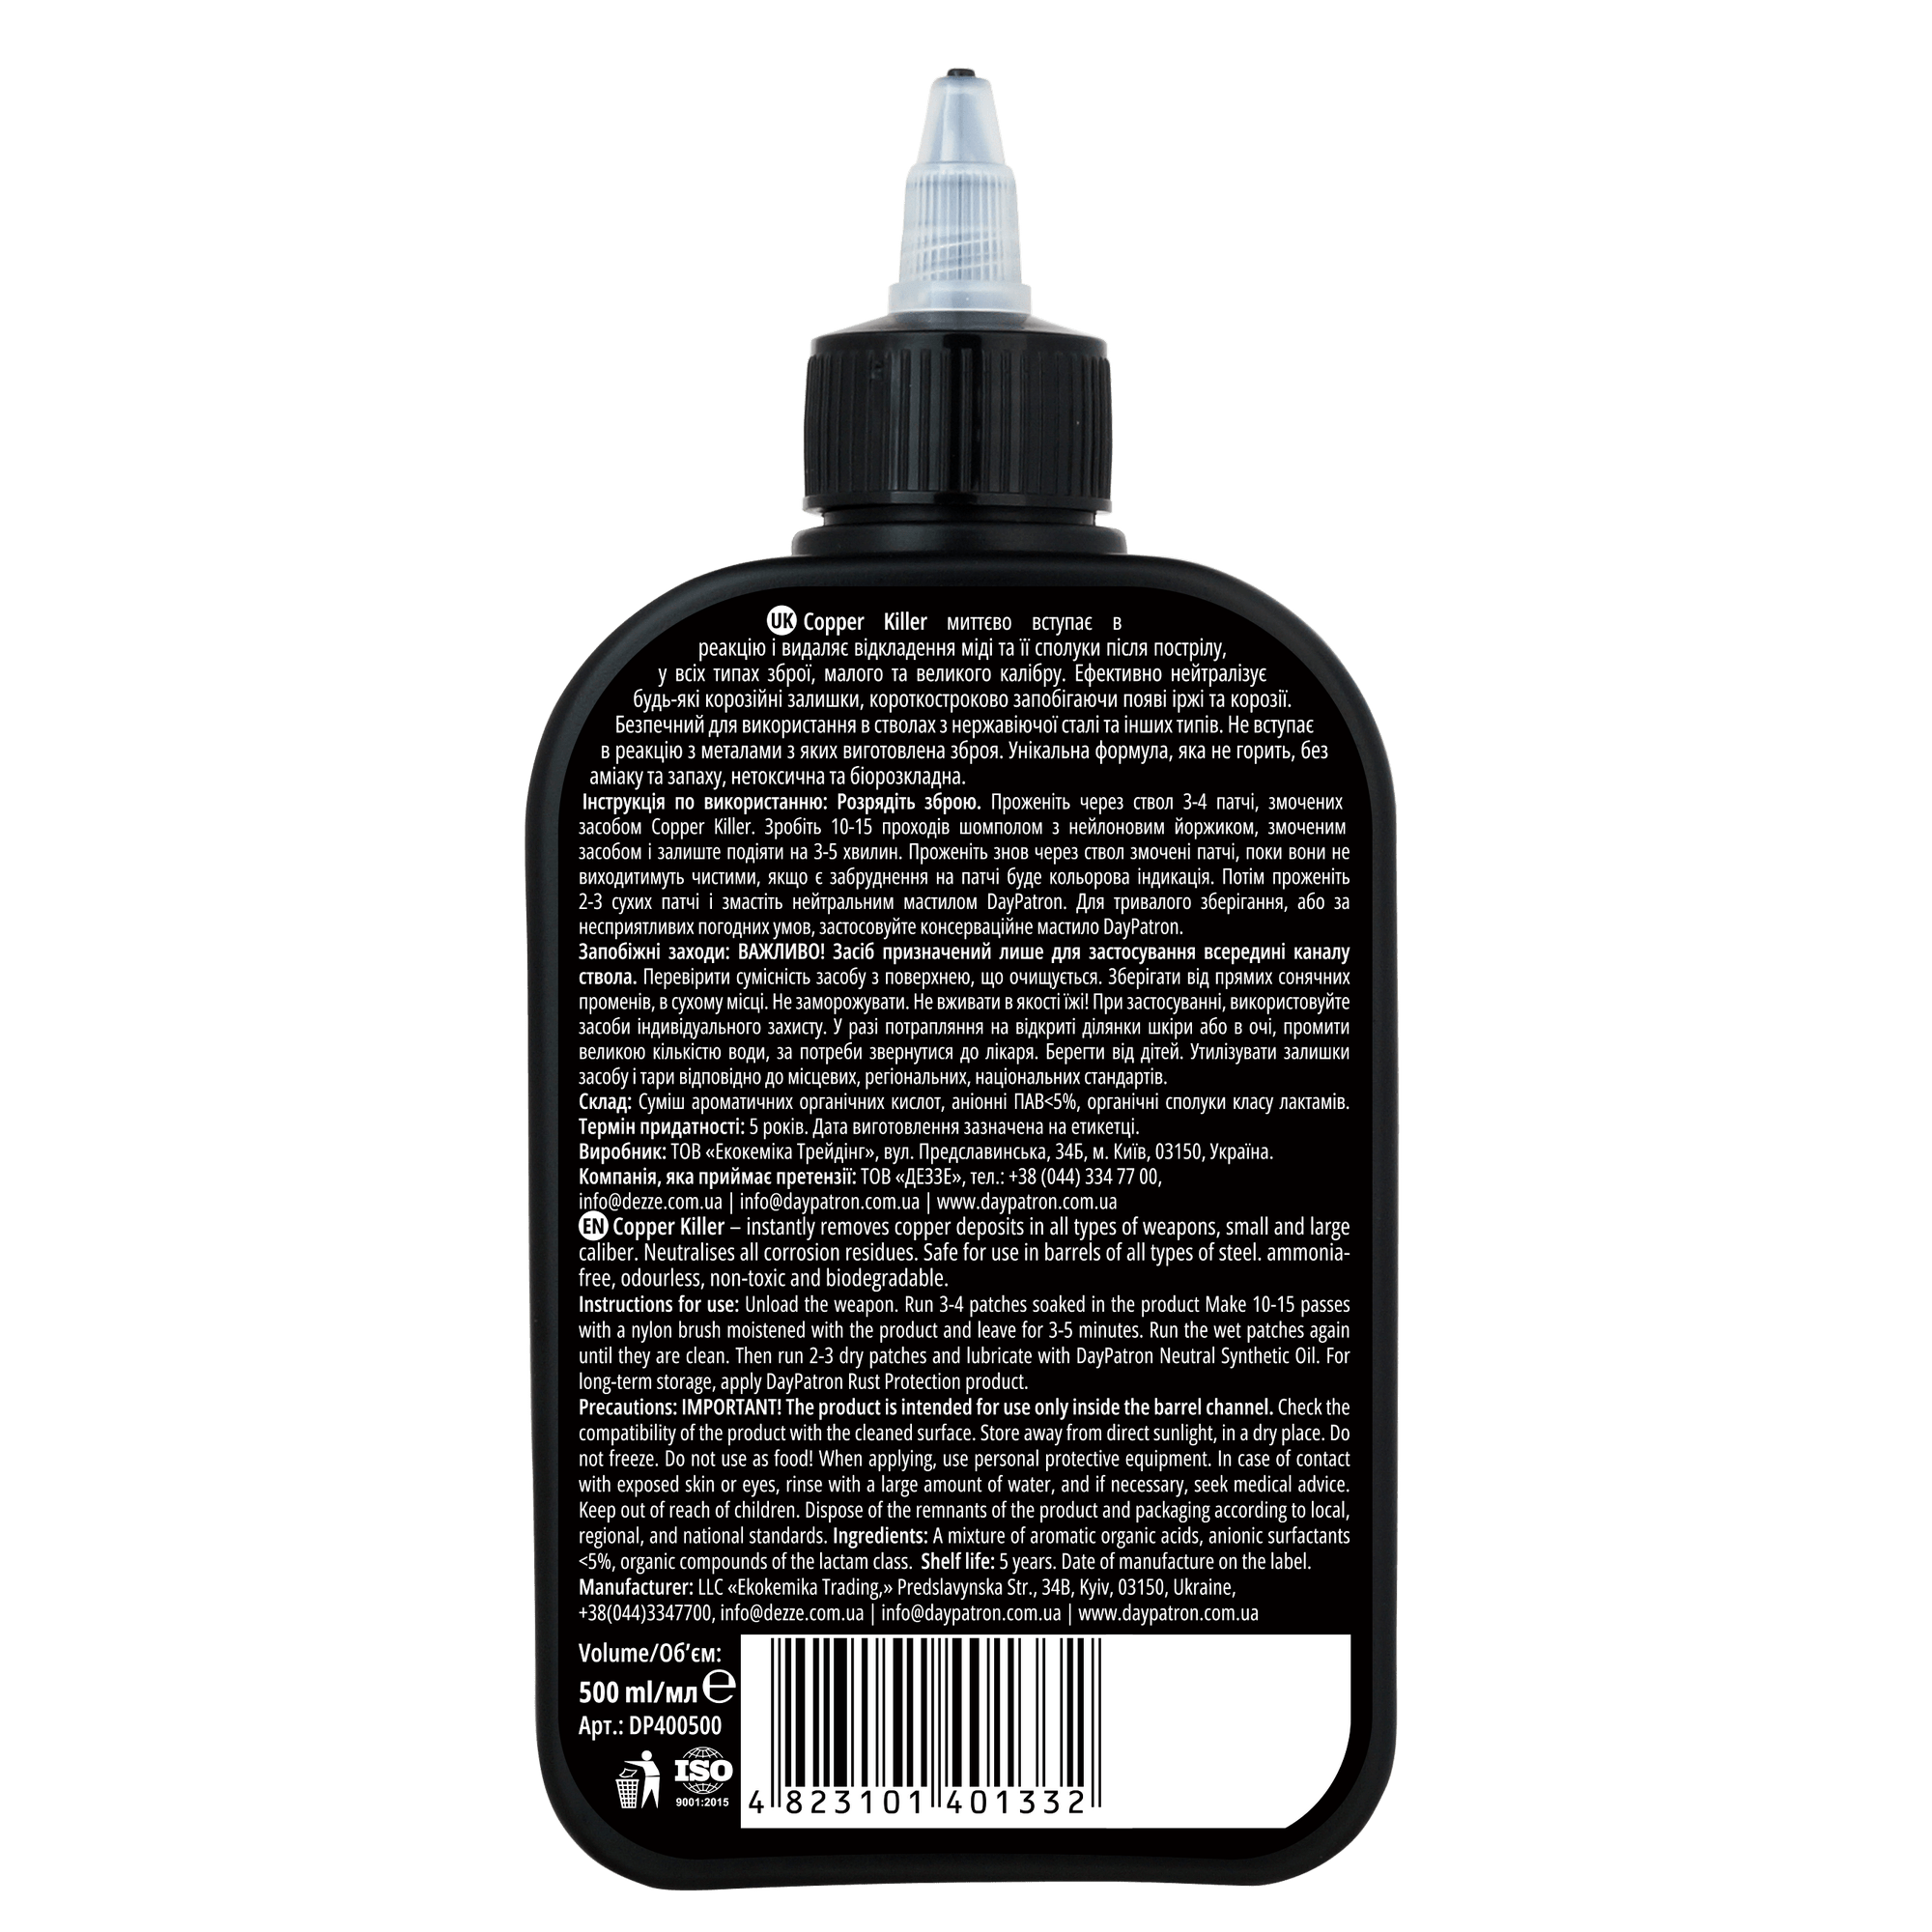 UK Copper Killer миттєво вступає в
реакцію і видаляє відкладення міді та її сполуки після пострілу,
у всіх типах зброї, малого та великого калібру. Ефективно нейтралізує
будь-які корозійні залишки, короткостроково запобігаючи появі іржі та корозії.
Безпечний для використання в стволах з нержавіючої сталі та інших типів. Не вступає
в реакцію з металами з яких виготовлена зброя. Унікальна формула, яка не горить, без
аміаку та запаху, нетоксична та біорозкладна.
Інструкція по використанню: Розрядіть зброю. Проженіть через ствол 3-4 патчі, змочених
засобом Copper Killer. Зробіть 10-15 проходів шомполом з нейлоновим йоржиком, змоченим
засобом і залиште подіяти на 3-5 хвилин. Проженіть знов через ствол змочені патчі, поки вони не
виходитимуть чистими, якщо є забруднення на патчі буде кольорова індикація. Потім проженіть
2-3 сухих патчі і змастіть нейтральним мастилом DayPatron. Для тривалого зберігання, або за
несприятливих погодних умов, застосовуйте консерваційне мастило DayPatron.
Запобіжні заходи: ВАЖЛИВО! Засіб призначений лише для застосування всередині каналу
ствола. Перевірити сумісність засобу з поверхнею, що очищується. Зберігати від прямих сонячних
променів, в сухому місці. Не заморожувати. Не вживати в якості їжі! При застосуванні, використовуйте
засоби індивідуального захисту. У разі потрапляння на відкриті ділянки шкіри або в очі, промити
великою кількістю води, за потреби звернутися до лікаря. Берегти від дітей. Утилізувати залишки
засобу і тари відповідно до місцевих, регіональних, національних стандартів.
Склад: Суміш ароматичних органічних кислот, аніонні ПАВ<5%, органічні сполуки класу лактамів.
Термін придатності: 5 років. Дата виготовлення зазначена на етикетці.
Виробник: ТОВ «Екокеміка Трейдінг», вул. Предславинська, 34Б, м. Київ, 03150, Україна.
Компанія, яка приймає претензії: ТОВ «ДЕЗЗЕ», тел.: +38 (044) 334 77 00,
info@dezze.com.ua | info@daypatron.com.ua | www.daypatron.com.ua
EN Copper Killer – instantly removes copper deposits in all types of weapons, small and large
caliber. Neutralises all corrosion residues. Safe for use in barrels of all types of steel. ammonia-
free, odourless, non-toxic and biodegradable.
Instructions for use: Unload the weapon. Run 3-4 patches soaked in the product Make 10-15 passes
with a nylon brush moistened with the product and leave for 3-5 minutes. Run the wet patches again
until they are clean. Then run 2-3 dry patches and lubricate with DayPatron Neutral Synthetic Oil. For
long-term storage, apply DayPatron Rust Protection product.
Precautions: IMPORTANT! The product is intended for use only inside the barrel channel. Check the
compatibility of the product with the cleaned surface. Store away from direct sunlight, in a dry place. Do
not freeze. Do not use as food! When applying, use personal protective equipment. In case of contact
with exposed skin or eyes, rinse with a large amount of water, and if necessary, seek medical advice.
Keep out of reach of children. Dispose of the remnants of the product and packaging according to local,
regional, and national standards. Ingredients: A mixture of aromatic organic acids, anionic surfactants
<5%, organic compounds of the lactam class. Shelf life: 5 years. Date of manufacture on the label.
Manufacturer: LLC «Ekokemika Trading,» Predslavynska Str., 34B, Kyiv, 03150, Ukraine,
+38(044)3347700, info@dezze.com.ua | info@daypatron.com.ua | www.daypatron.com.ua
Volume/Об’єм:
500 ml/мл ℮
Арт.: DP400500
ISO
9001:2015
4 823101 401332